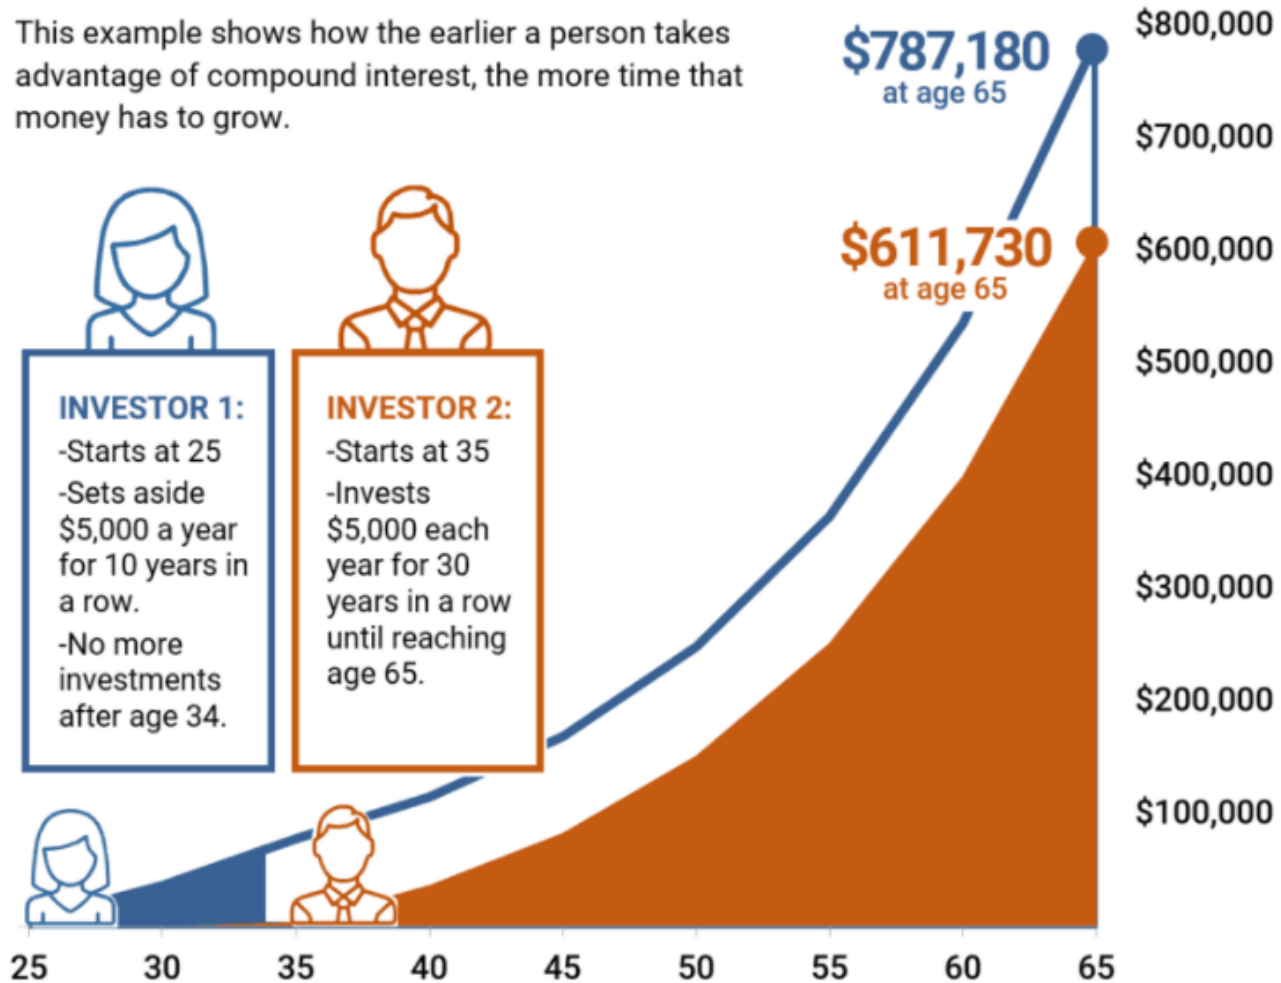 This example shows how the earlier a person takes
advantage of compound interest, the more time that
money has to grow.
$787,180
at age 65
$611,730
at age 65
INVESTOR 1:
-Starts at 25
-Sets aside
$5,000 a year
for 10 years in
a row.
-No more
investments
after age 34.
INVESTOR 2:
-Starts at 35
-Invests
$5,000 each
year for 30
years in a row
until reaching
age 65.
$800,000
$700,000
$600,000
$500,000
$400,000
$300,000
$200,000
$100,000
25 30 35 40 45 50 55 60 65